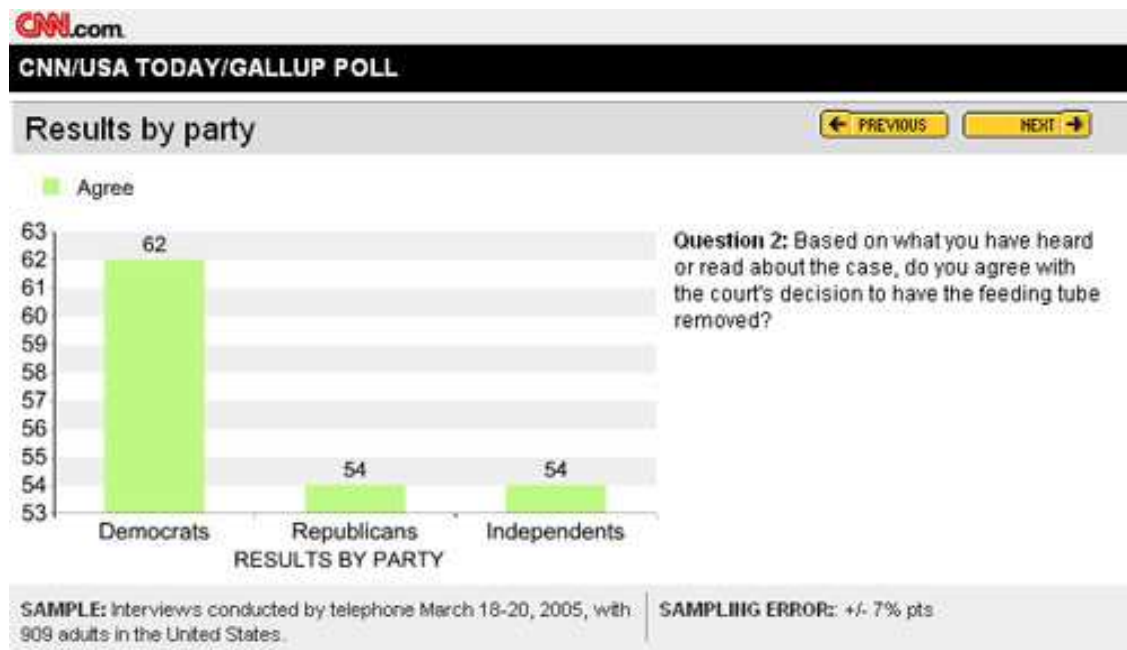 CNN.com
CNN/USA TODAY/GALLUP POLL
Results by party
PREVIOUS
NEXT
Agree
63
62
61
60
59
58
57
56
55
54
53
62
54
54
Democrats
Republicans
Independents
RESULTS BY PARTY
Question 2: Based on what you have heard
or read about the case, do you agree with
the court's decision to have the feeding tube
removed?
SAMPLE: Interviews conducted by telephone March 18-20, 2005, with
909 adults in the United States.
SAMPLING ERROR: +/- 7% pts